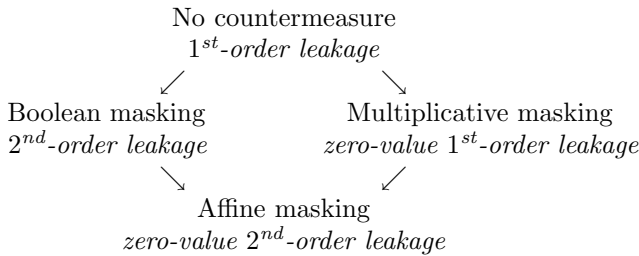 No countermeasure
1st-order leakage
Boolean masking
2nd-order leakage
Multiplicative masking
zero-value 1st-order leakage
Affine masking
zero-value 2nd-order leakage